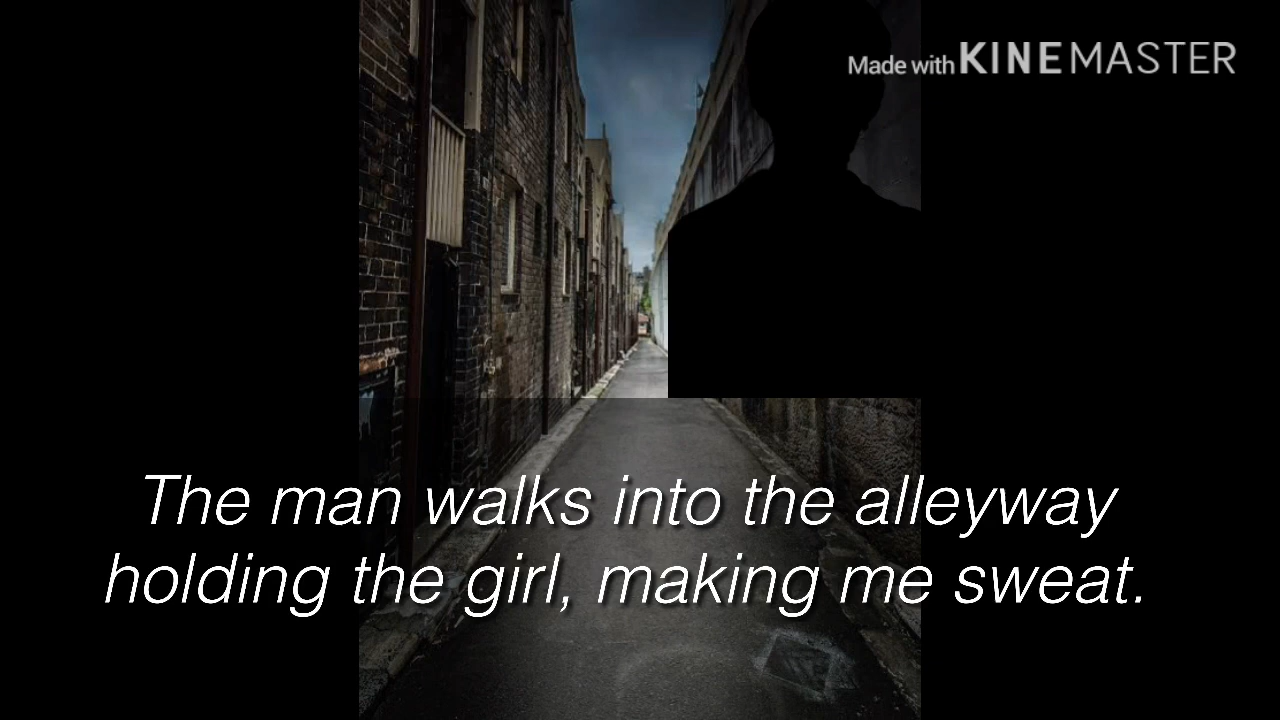 Made with KINEMASTER
The man walks into the alleyway
holding the girl, making me sweat.